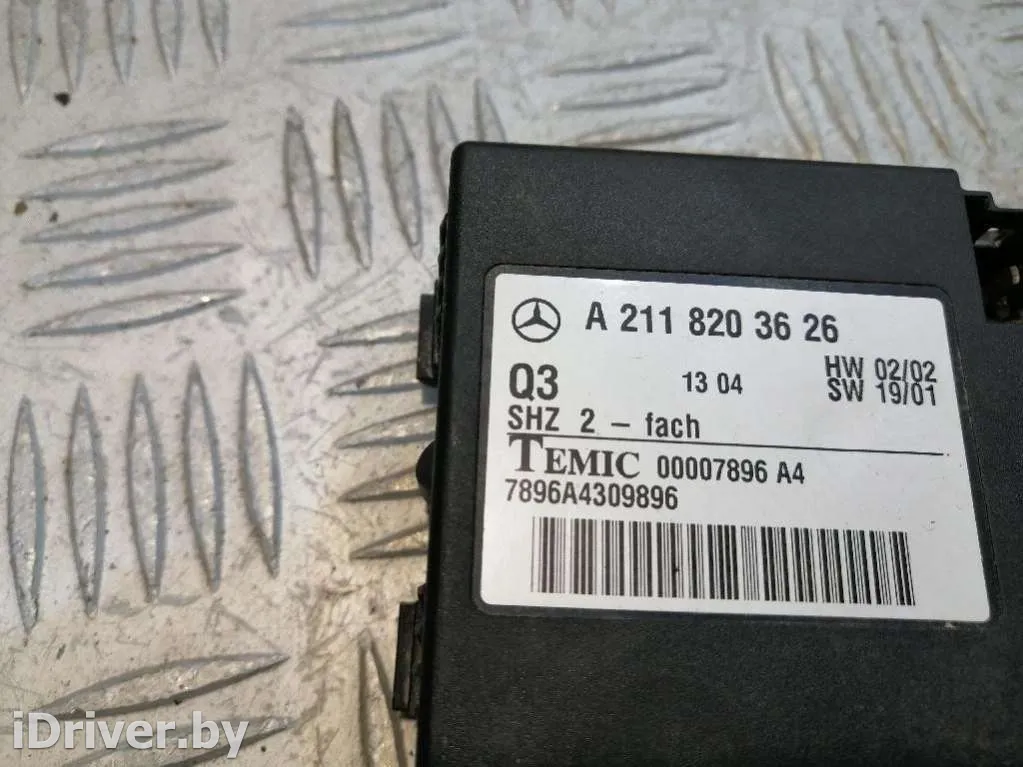 A 211 820 36 26
Q3 13 04 HW 02/02
SW 19/01
SHZ 2 - fach
TEMIC 00007896 A4
7896A4309896
iDriver.by